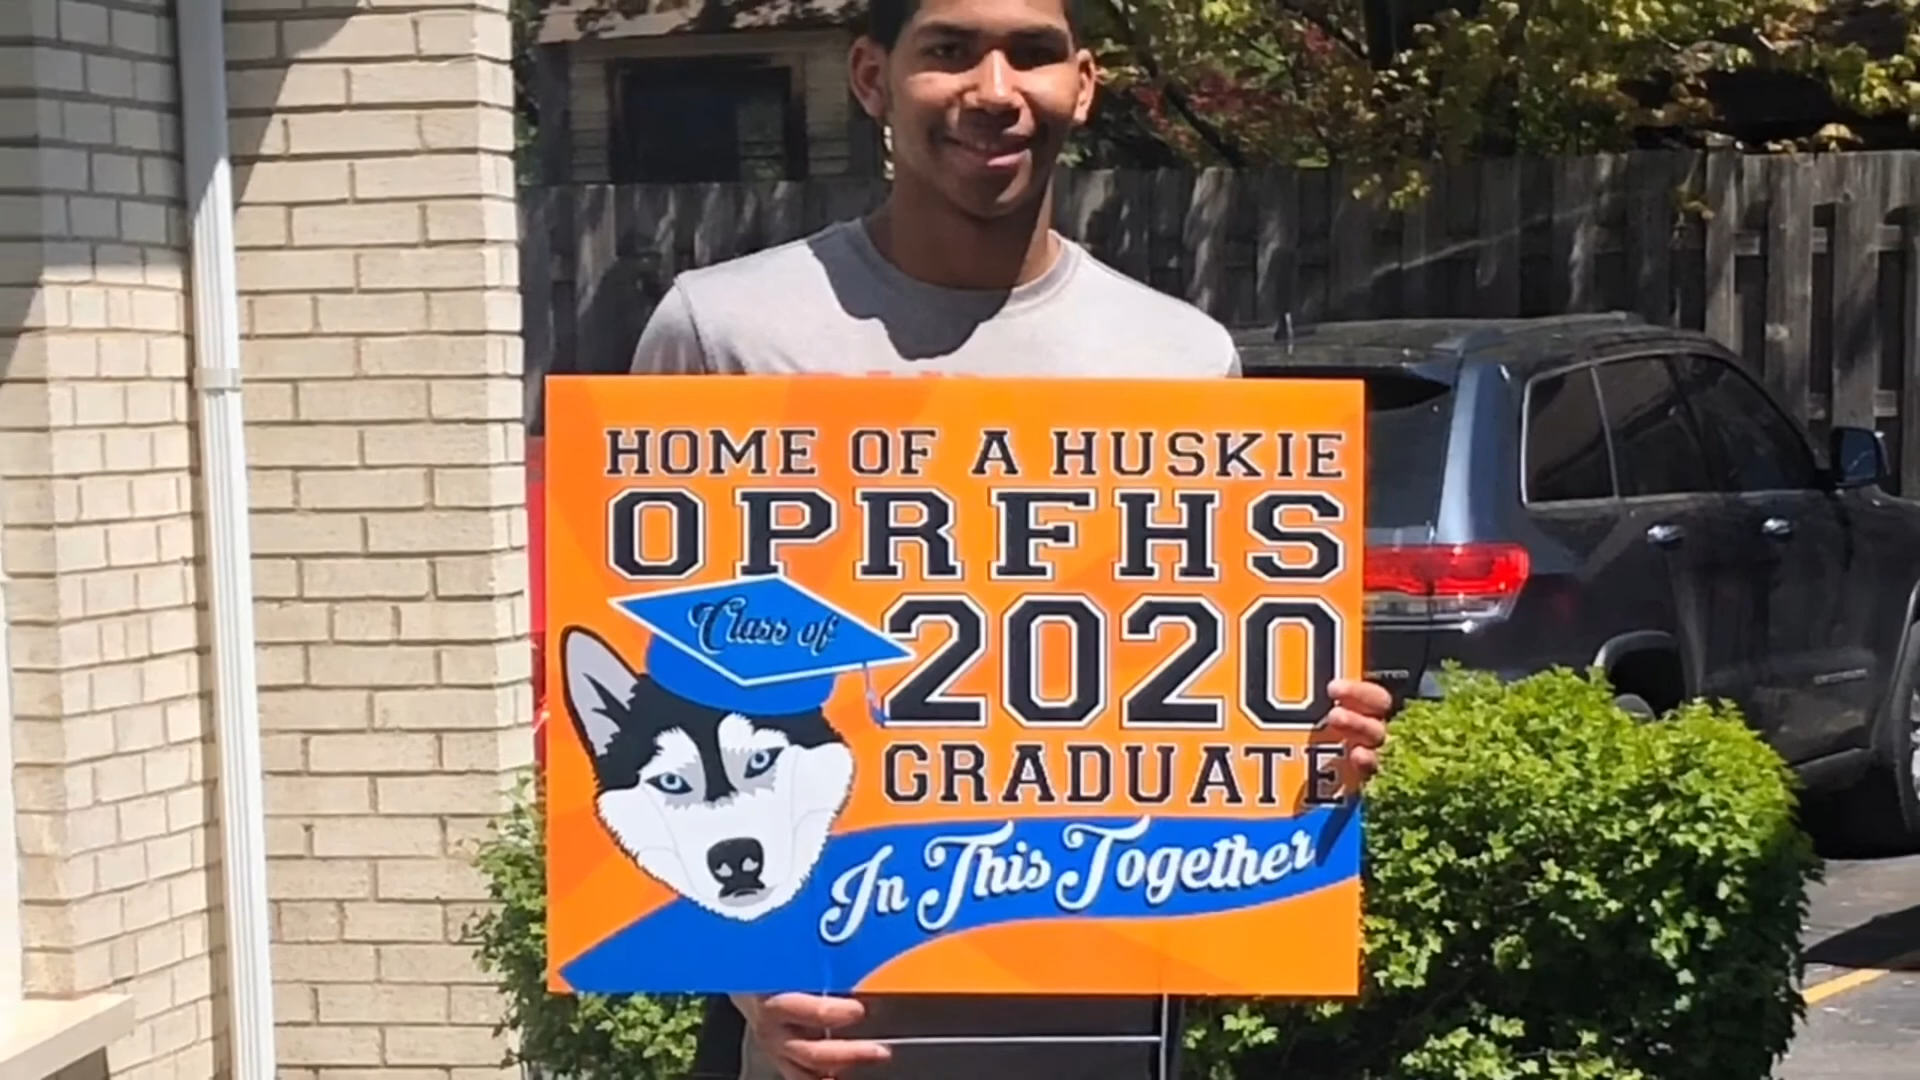 HOME OF A HUSKIE
OPRFHS
Class of
2020
GRADUATE
In This Together